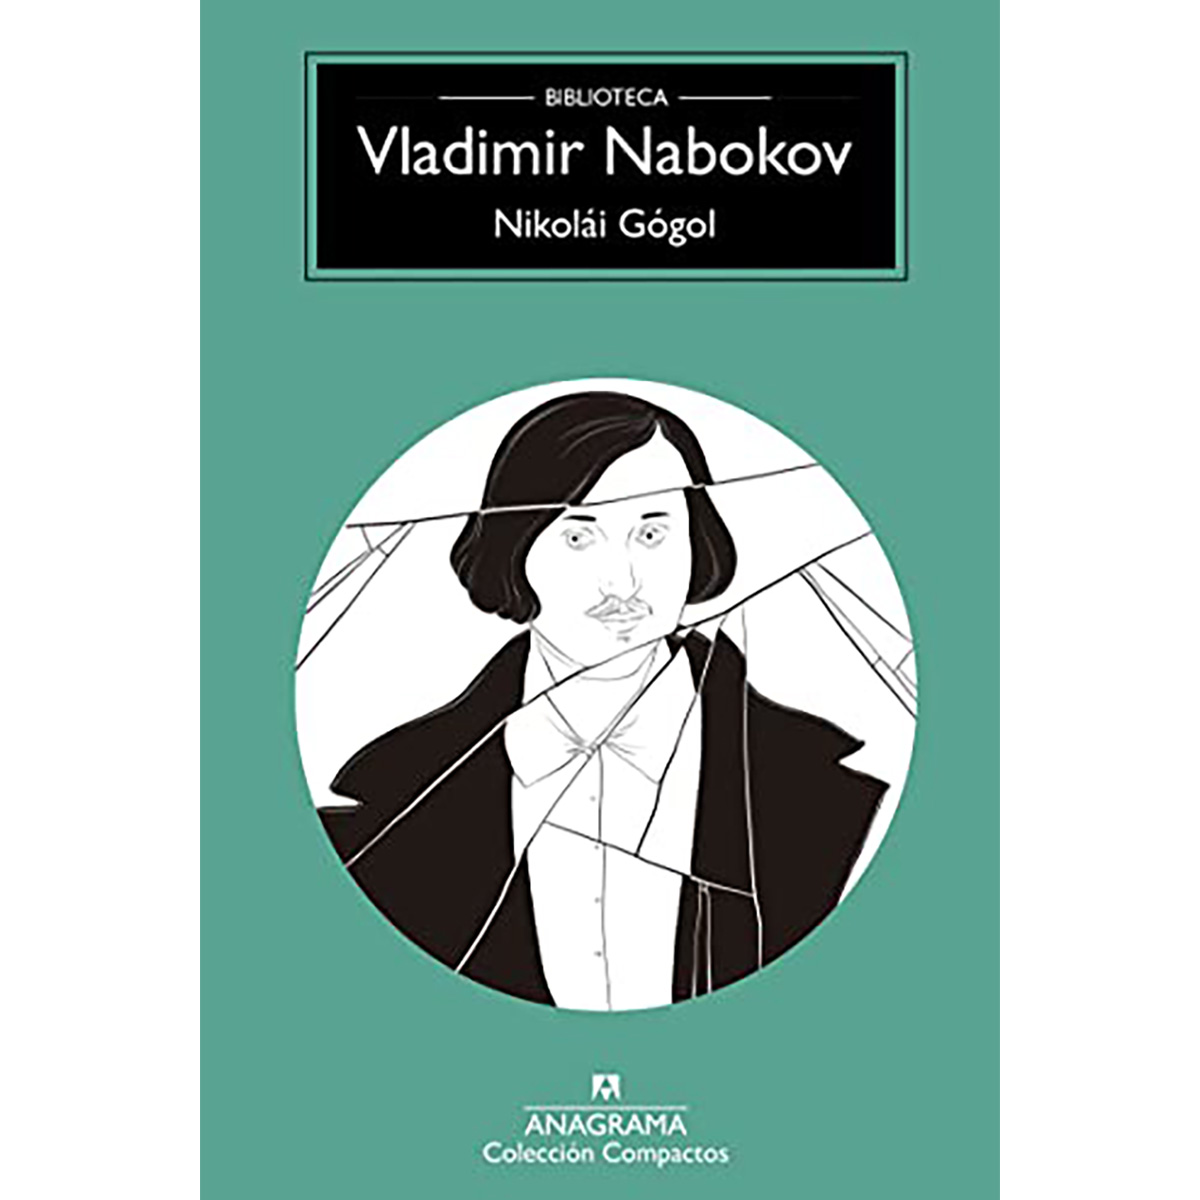 BIBLIOTECA
Vladimir Nabokov
Nikolái Gógol
ANAGRAMA
Colección Compactos